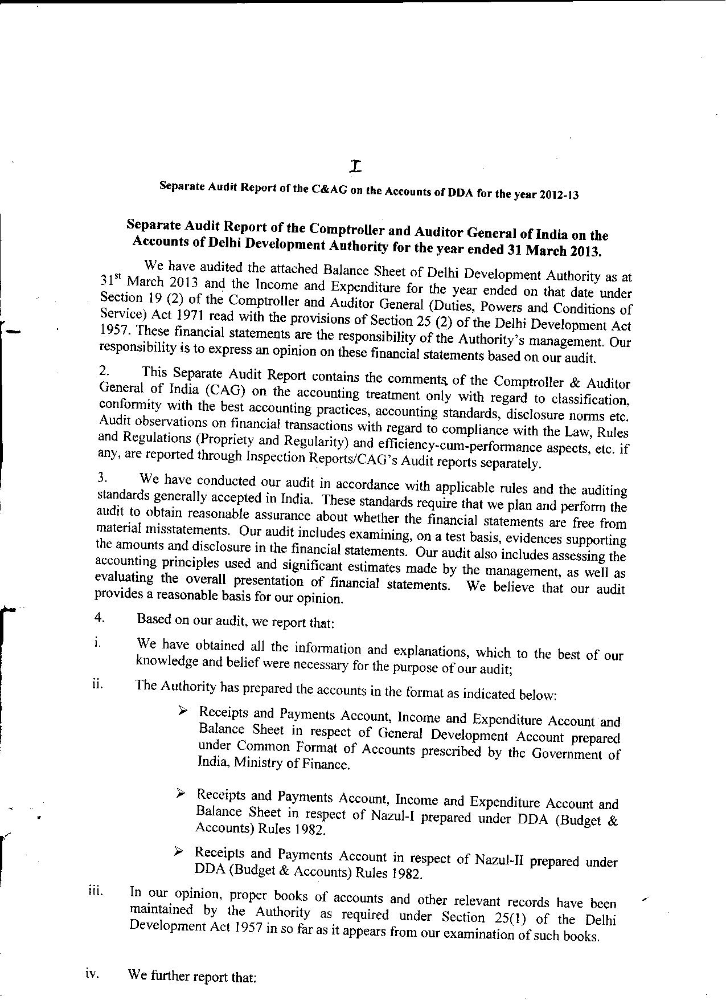 I
Separate Audit Report of the C&AG on the Accounts of DDA for the year 2012-13
Separate Audit Report of the Comptroller and Auditor General of India on the
Accounts of Delhi Development Authority for the year ended 31 March 2013.
We have audited the attached Balance Sheet of Delhi Development Authority as at
31st March 2013 and the Income and Expenditure for the year ended on that date under
Section 19 (2) of the Comptroller and Auditor General (Duties, Powers and Conditions of
Service) Act 1971 read with the provisions of Section 25 (2) of the Delhi Development Act
1957. These financial statements are the responsibility of the Authority's management. Our
responsibility is to express an opinion on these financial statements based on our audit.
2. This Separate Audit Report contains the comments of the Comptroller & Auditor
General of India (CAG) on the accounting treatment only with regard to classification,
conformity with the best accounting practices, accounting standards, disclosure norms etc.
Audit observations on financial transactions with regard to compliance with the Law, Rules
and Regulations (Propriety and Regularity) and efficiency-cum-performance aspects, etc. if
any, are reported through Inspection Reports/CAG's Audit reports separately.
3. We have conducted our audit in accordance with applicable rules and the auditing
standards generally accepted in India. These standards require that we plan and perform the
audit to obtain reasonable assurance about whether the financial statements are free from
material misstatements. Our audit includes examining, on a test basis, evidences supporting
the amounts and disclosure in the financial statements. Our audit also includes assessing the
accounting principles used and significant estimates made by the management, as well as
evaluating the overall presentation of financial statements. We believe that our audit
provides a reasonable basis for our opinion.
4. Based on our audit, we report that:
i. We have obtained all the information and explanations, which to the best of our
knowledge and belief were necessary for the purpose of our audit;
ii. The Authority has prepared the accounts in the format as indicated below:
➢ Receipts and Payments Account, Income and Expenditure Account and
Balance Sheet in respect of General Development Account prepared
under Common Format of Accounts prescribed by the Government of
India, Ministry of Finance.
➢ Receipts and Payments Account, Income and Expenditure Account and
Balance Sheet in respect of Nazul-I prepared under DDA (Budget &
Accounts) Rules 1982.
➢ Receipts and Payments Account in respect of Nazul-II prepared under
DDA (Budget & Accounts) Rules 1982.
iii. In our opinion, proper books of accounts and other relevant records have been
maintained by the Authority as required under Section 25(1) of the Delhi
Development Act 1957 in so far as it appears from our examination of such books.
iv. We further report that: